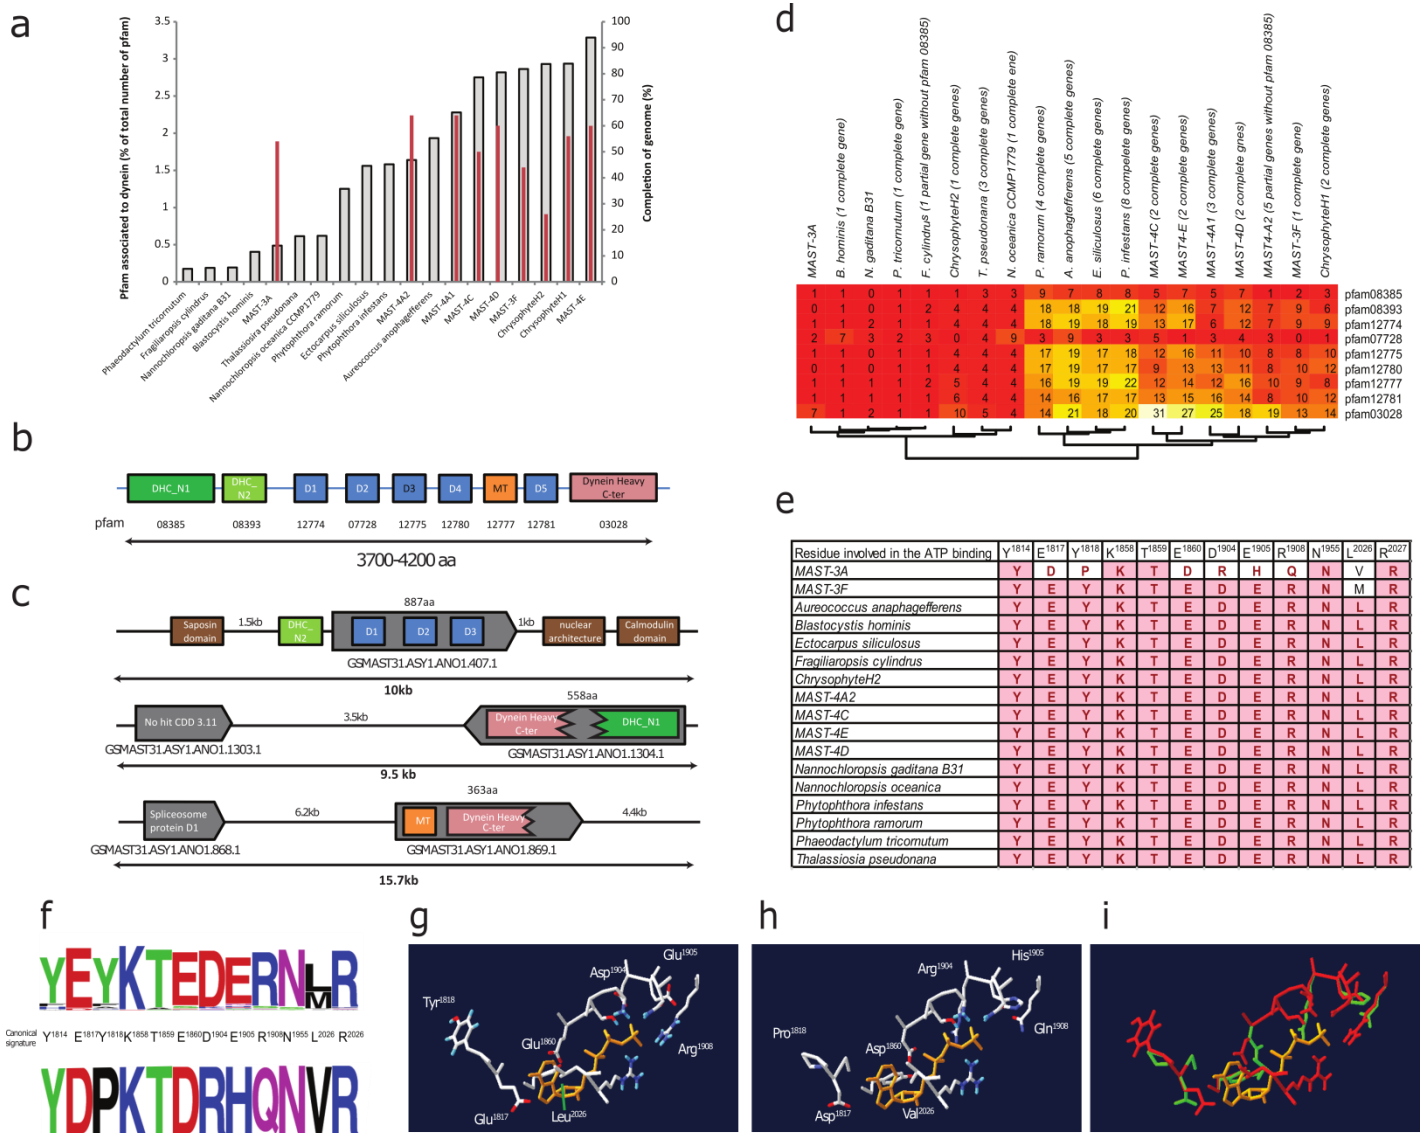 a
Pfam associated to dynein (% of total number of pfam)
3.5
3
2.5
2
1.5
1
0.5
0
100
90
80
70
60
50
40
30
20
10
0
Completion of genome (%)
Phaeodactylum tricornutum
Fragiliariopsis cylindrus
Nannochloropsis gaditana B31
Blastocystis hominis
MAST-3A
Thalassiosira pseudonana
Nannochloropsis oceanica CCMP1779
Phytophthora ramorum
Ectocarpus siliculosus
Phytophthora infestans
MAST-4A2
Aureococcus anophagefferens
MAST-4A1
MAST-4C
MAST-4D
MAST-3F
ChrysophyteH2
ChrysophyteH1
MAST-4E
b
DHC_N1 DHC_N2 D1 D2 D3 D4 MT D5 Dynein Heavy C-ter
pfam 08385 08393 12774 07728 12775 12780 12777 12781 03028
3700-4200 aa
c
887aa
Saposin domain 1.5kb DHC_N2 D1 D2 D3 1kb nuclear architecture Calmodulin domain
GSMAST31.ASY1.ANO1.407.1
10kb
558aa
No hit CDD 3.11 3.5kb Dynein Heavy C-ter DHC_N1
GSMAST31.ASY1.ANO1.1303.1 GSMAST31.ASY1.ANO1.1304.1
9.5 kb
363aa
Spliceosome protein D1 6.2kb MT Dynein Heavy C-ter 4.4kb
GSMAST31.ASY1.ANO1.868.1 GSMAST31.ASY1.ANO1.869.1
15.7kb
d
MAST-3A
B. hominis (1 complete gene)
N. gaditana B31
P. tricornutum (1 complete gene)
F. cylindrus (1 partial gene without pfam 08385)
ChrysophyteH2 (1 complete genes)
T. pseudonana (3 complete genes)
N. oceanica CCMP1779 (1 complete ene)
P. ramorum (4 complete genes)
A. anophagtefferens (5 complete genes)
E. siliculosus (6 complete genes)
P. infestans (8 compelete genes)
MAST-4C (2 complete genes)
MAST4-E (2 complete genes)
MAST-4A1 (3 complete genes)
MAST-4D (2 complete genes)
MAST4-A2 (5 partial genes without pfam 08385)
MAST-3F (1 complete gene)
ChrysophyteH1 (2 complete genes)
1 1 0 1 1 1 3 3 9 7 8 8 5 7 5 7 1 2 3 pfam08385
0 1 1 1 0 4 4 4 18 18 19 21 12 16 7 12 7 9 6 pfam08393
1 1 2 1 1 4 4 4 18 19 18 19 13 17 6 12 7 9 9 pfam12774
2 7 3 2 3 0 4 9 3 9 3 3 5 4 3 4 3 0 1 pfam07728
1 1 1 1 1 4 4 4 17 19 17 18 12 16 11 10 8 8 10 pfam12775
0 1 1 1 1 4 4 4 17 19 17 17 9 13 13 11 8 9 12 pfam12780
1 1 1 1 2 5 4 4 16 19 19 22 12 14 12 16 10 9 8 pfam12777
1 1 1 1 1 6 4 4 14 16 17 17 13 15 16 14 8 10 12 pfam12781
7 1 2 1 1 10 5 4 14 21 18 20 31 27 25 18 19 13 14 pfam03028
e
Residue involved in the ATP binding Y1814 E1817 Y1818 K1858 T1859 E1860 D1904 E1905 R1908 N1955 L2026 R2027
MAST-3A Y D P K T D R H Q N V R
MAST-3F Y E Y K T E D E R N M R
Aureococcus anaphagefferens Y E Y K T E D E R N L R
Blastocystis hominis Y E Y K T E D E R N L R
Ectocarpus siliculosus Y E Y K T E D E R N L R
Fragiliaropsis cylindrus Y E Y K T E D E R N L R
ChrysophyteH2 Y E Y K T E D E R N L R
MAST-4A2 Y E Y K T E D E R N L R
MAST-4C Y E Y K T E D E R N L R
MAST-4E Y E Y K T E D E R N L R
MAST-4D Y E Y K T E D E R N L R
Nannochloropsis gaditana B31 Y E Y K T E D E R N L R
Nannochloropsis oceanica Y E Y K T E D E R N L R
Phytophthora infestans Y E Y K T E D E R N L R
Phytophthora ramorum Y E Y K T E D E R N L R
Phaeodactylum tricornutum Y E Y K T E D E R N L R
Thalassiosia pseudonana Y E Y K T E D E R N L R
f
YEYKTEDERNLR
M
Canonical signature Y1814 E1817Y1818K1858 T1859 E1860D1904E1905 R1908N1955 L2026 R2026
YDPKTDRHQNVR
g
Glu1905
Asp1904
Tyr1818
Glu1860
Arg1908
Glu1817
Leu2026
h
His1905
Arg1904
Gln1908
Pro1818
Asp1860
Asp1817
Val2026
i